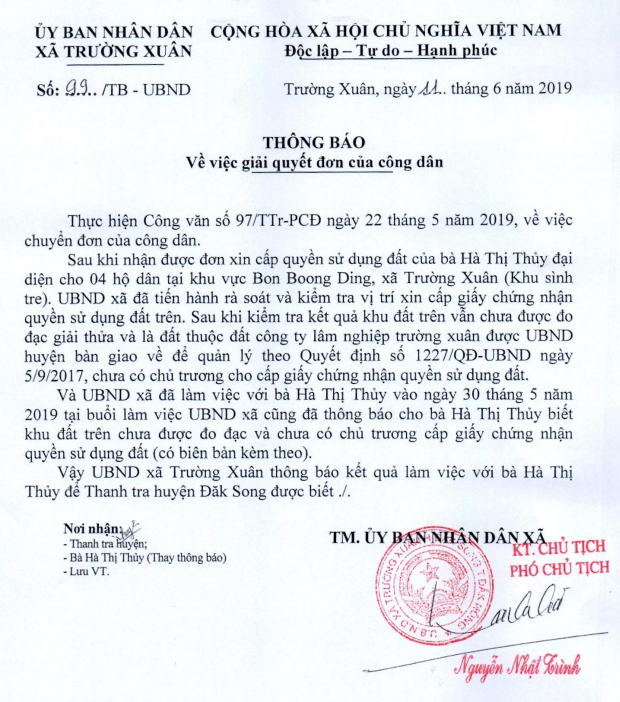 ỦY BAN NHÂN DÂN
XÃ TRƯỜNG XUÂN
CỘNG HÒA XÃ HỘI CHỦ NGHĨA VIỆT NAM
Độc lập – Tự do – Hạnh phúc
Số: 99../TB - UBND
Trường Xuân, ngày 11.. tháng 6 năm 2019
THÔNG BÁO
Về việc giải quyết đơn của công dân
Thực hiện Công văn số 97/TTr-PCĐ ngày 22 tháng 5 năm 2019, về việc
chuyển đơn của công dân.
Sau khi nhận được đơn xin cấp quyền sử dụng đất của bà Hà Thị Thủy đại
diện cho 04 hộ dân tại khu vực Bon Boong Ding, xã Trường Xuân (Khu sình
tre). UBND xã đã tiến hành rà soát và kiểm tra vị trí xin cấp giấy chứng nhận
quyền sử dụng đất trên. Sau khi kiểm tra kết quả khu đất trên vẫn chưa được đo
đạc giải thửa và là đất thuộc đất công ty lâm nghiệp trường xuân được UBND
huyện bàn giao về để quản lý theo Quyết định số 1227/QĐ-UBND ngày
5/9/2017, chưa có chủ trương cho cấp giấy chứng nhận quyền sử dụng đất.
Và UBND xã đã làm việc với bà Hà Thị Thủy vào ngày 30 tháng 5 năm
2019 tại buổi làm việc UBND xã cũng đã thông báo cho bà Hà Thị Thủy biết
khu đất trên chưa được đo đạc và chưa có chủ trương cấp giấy chứng nhận
quyền sử dụng đất (có biên bản kèm theo).
Vậy UBND xã Trường Xuân thông báo kết quả làm việc với bà Hà Thị
Thủy để Thanh tra huyện Đăk Song được biết ./.
Nơi nhận:
- Thanh tra huyện;
- Bà Hà Thị Thủy (Thay thông báo)
- Lưu VT.
TM. ỦY BAN NHÂN DÂN XÃ
KT. CHỦ TỊCH
PHÓ CHỦ TỊCH
U.B.N.D XÃ TRƯỜNG XUÂN
Nguyễn Nhật Trình